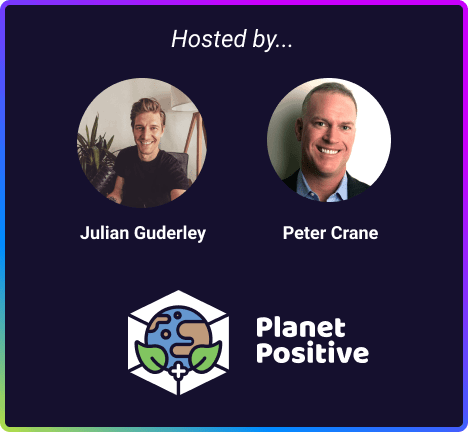 Hosted by...
Julian Guderley
Peter Crane
Planet
Positive